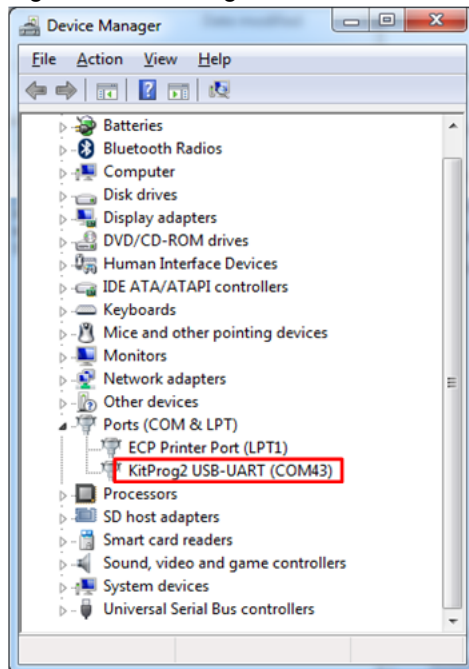 Device Manager
File Action View Help
Batteries
Bluetooth Radios
Computer
Disk drives
Display adapters
DVD/CD-ROM drives
Human Interface Devices
IDE ATA/ATAPI controllers
Keyboards
Mice and other pointing devices
Monitors
Network adapters
Other devices
Ports (COM & LPT)
ECP Printer Port (LPT1)
KitProg2 USB-UART (COM43)
Processors
SD host adapters
Smart card readers
Sound, video and game controllers
System devices
Universal Serial Bus controllers